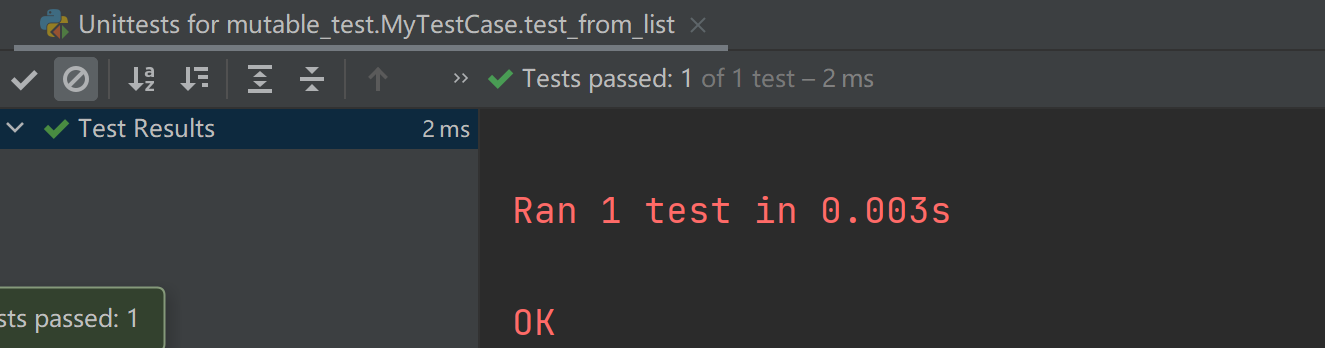 Unittests for mutable_test.MyTestCase.test_from_list
Tests passed: 1 of 1 test – 2 ms
Test Results 2 ms
Ran 1 test in 0.003s
OK
sts passed: 1